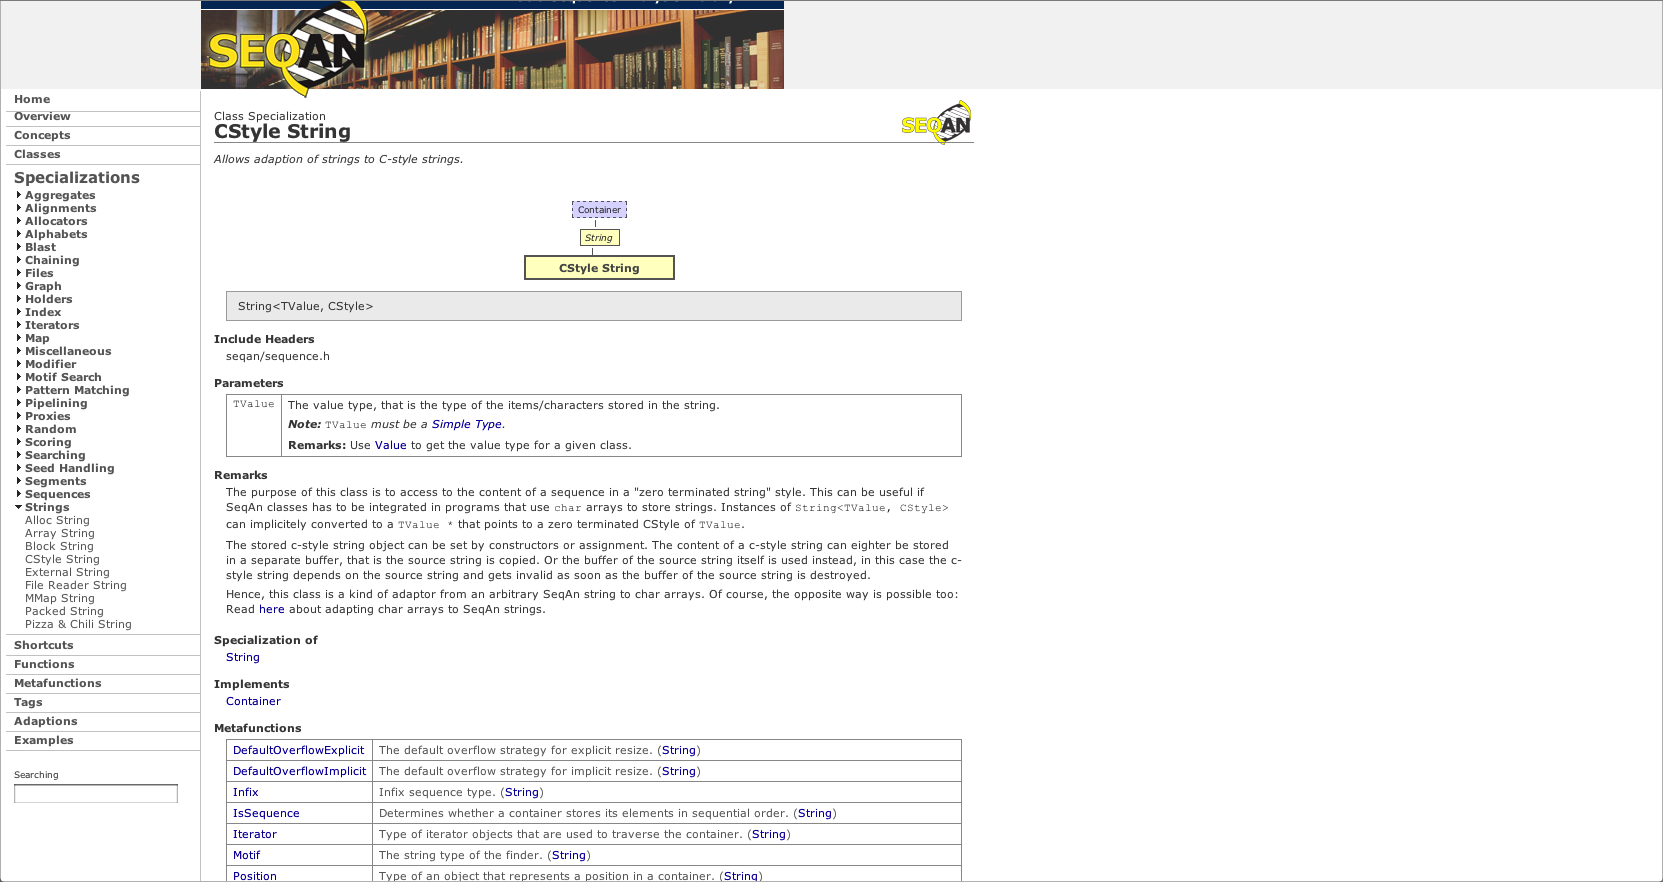 SEQAN
Home
Overview
Concepts
Classes
Specializations
Aggregates
Alignments
Allocators
Alphabets
Blast
Chaining
Files
Graph
Holders
Index
Iterators
Map
Miscellaneous
Modifier
Motif Search
Pattern Matching
Pipelining
Proxies
Random
Scoring
Searching
Seed Handling
Segments
Sequences
Strings
Alloc String
Array String
Block String
CStyle String
External String
File Reader String
MMap String
Packed String
Pizza & Chili String
Shortcuts
Functions
Metafunctions
Tags
Adaptions
Examples
Searching
Class Specialization
CStyle String
SEQAN
Allows adaption of strings to C-style strings.
Container
String
CStyle String
String<TValue, CStyle>
Include Headers
seqan/sequence.h
Parameters
TValue The value type, that is the type of the items/characters stored in the string.
Note: TValue must be a Simple Type.
Remarks: Use Value to get the value type for a given class.
Remarks
The purpose of this class is to access to the content of a sequence in a "zero terminated string" style. This can be useful if
SeqAn classes has to be integrated in programs that use char arrays to store strings. Instances of String<TValue, CStyle>
can implicitely converted to a TValue * that points to a zero terminated CStyle of TValue.
The stored c-style string object can be set by constructors or assignment. The content of a c-style string can eighter be stored
in a separate buffer, that is the source string is copied. Or the buffer of the source string itself is used instead, in this case the c-
style string depends on the source string and gets invalid as soon as the buffer of the source string is destroyed.
Hence, this class is a kind of adaptor from an arbitrary SeqAn string to char arrays. Of course, the opposite way is possible too:
Read here about adapting char arrays to SeqAn strings.
Specialization of
String
Implements
Container
Metafunctions
DefaultOverflowExplicit The default overflow strategy for explicit resize. (String)
DefaultOverflowImplicit The default overflow strategy for implicit resize. (String)
Infix Infix sequence type. (String)
IsSequence Determines whether a container stores its elements in sequential order. (String)
Iterator Type of iterator objects that are used to traverse the container. (String)
Motif The string type of the finder. (String)
Position Type of an object that represents a position in a container. (String)